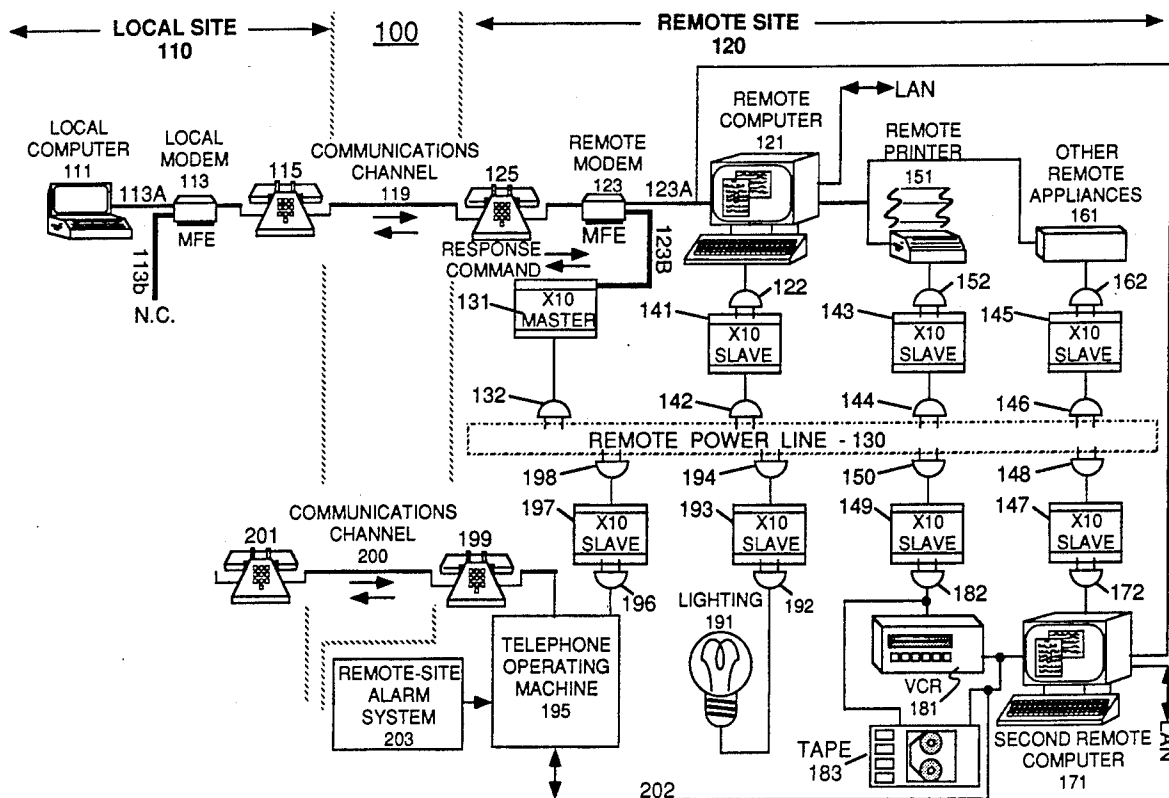 LOCAL SITE
110
100
REMOTE SITE
120
LAN
LOCAL
COMPUTER
111
LOCAL
MODEM
113
113A
MFE
113b
N.C.
115
COMMUNICATIONS
CHANNEL
119
125
REMOTE
MODEM
123
MFE
123A
123B
RESPONSE
COMMAND
REMOTE
COMPUTER
121
REMOTE
PRINTER
151
OTHER
REMOTE
APPLIANCES
161
131
X10
MASTER
132
122
141
X10
SLAVE
142
152
143
X10
SLAVE
144
162
145
X10
SLAVE
146
REMOTE POWER LINE - 130
198
197
X10
SLAVE
196
194
193
X10
SLAVE
192
150
149
X10
SLAVE
182
148
147
X10
SLAVE
172
201
COMMUNICATIONS
CHANNEL
200
199
REMOTE-SITE
ALARM
SYSTEM
203
TELEPHONE
OPERATING
MACHINE
195
LIGHTING
191
VCR
181
TAPE
183
SECOND REMOTE
COMPUTER
171
LAN
202